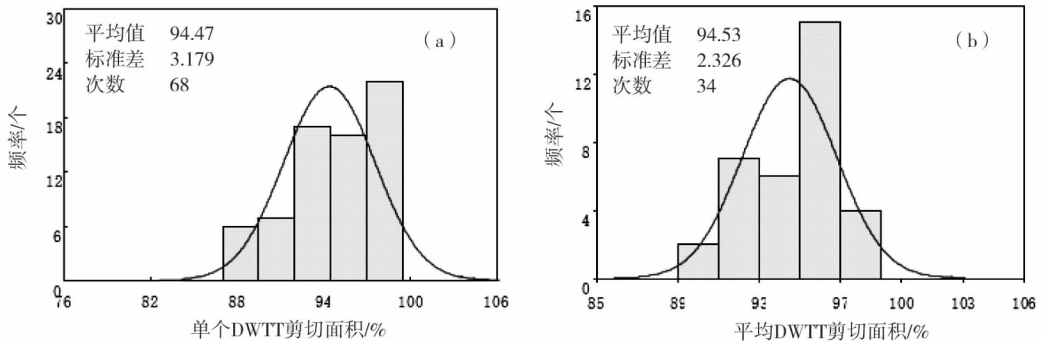 30
24
18
12
6
0
频率/个
平均值 94.47
标准差 3.179
次数 68
(a)
76 82 88 94 100 106
单个DWTT剪切面积/%
16
12
8
4
0
频率/个
平均值 94.53
标准差 2.326
次数 34
(b)
85 89 93 97 100 103 106
平均DWTT剪切面积/%